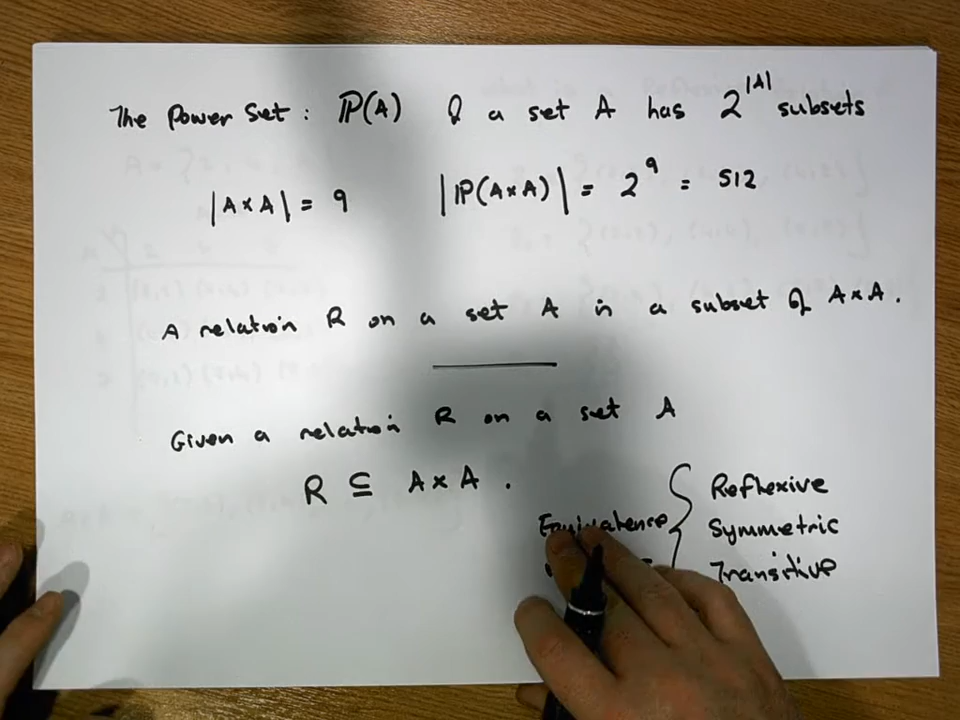 The Power Set : ℙ(A) of a set A has 2^|A| subsets
|A×A| = 9 |ℙ(A×A)| = 2^9 = 512
A relation R on a set A is a subset of A×A.
Given a relation R on a set A
R ⊆ A×A .
Reflexive
Equivalence { Symmetric
Transitive